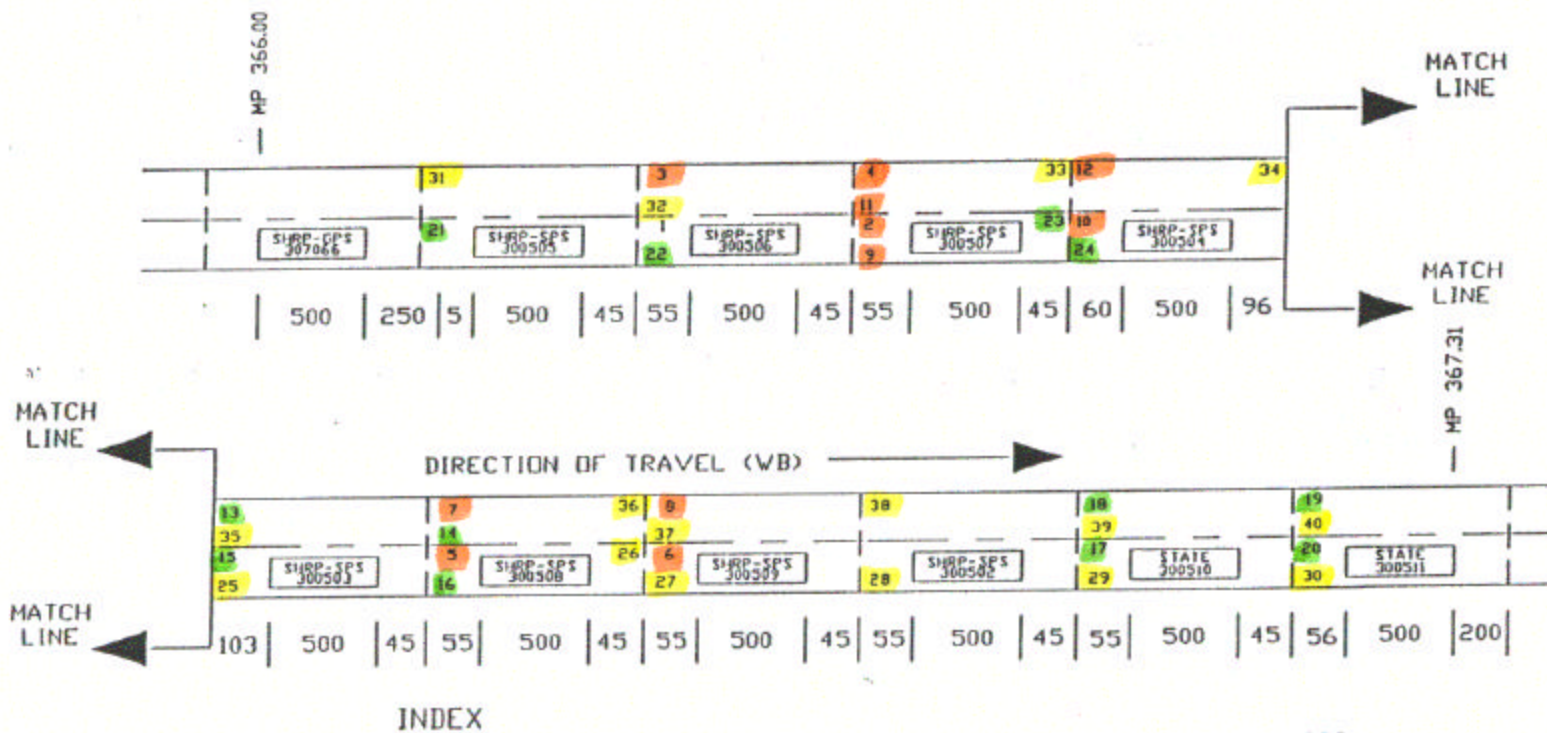 MP 366.00
MATCH
LINE
31 3 4 33 12 34
32 11
21 2 23 10
22 9 24
SHRP-GPS
307066
SHRP-SPS
300505
SHRP-SPS
300506
SHRP-SPS
300507
SHRP-SPS
300504
MATCH
LINE
500 250 5 500 45 55 500 45 55 500 45 60 500 96
MP 367.31
MATCH
LINE
DIRECTION OF TRAVEL (WB)
13 7 36 8 38 18 19
35 14 37 39 40
15 5 26 6 17 20
25 16 27 28 29 30
SHRP-SPS
300503
SHRP-SPS
300508
SHRP-SPS
300509
SHRP-SPS
300502
STATE
300510
STATE
300511
MATCH
LINE
103 500 45 55 500 45 55 500 45 55 500 45 55 500 45 56 500 200
INDEX